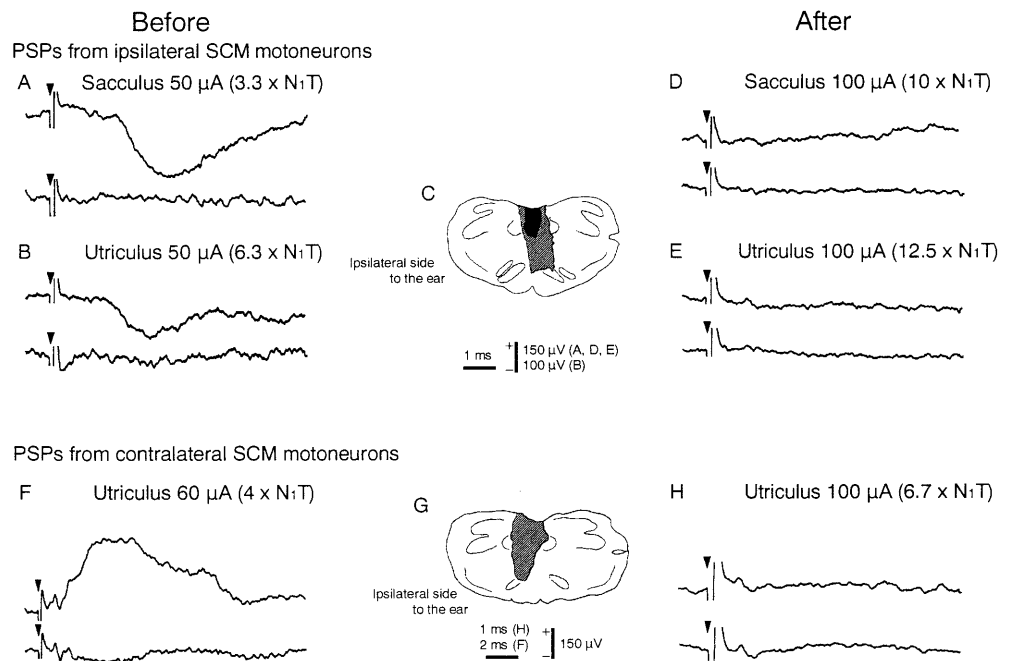 Before
After
PSPs from ipsilateral SCM motoneurons
A Sacculus 50 µA (3.3 x N1T)
D Sacculus 100 µA (10 x N1T)
C
B Utriculus 50 µA (6.3 x N1T)
E Utriculus 100 µA (12.5 x N1T)
Ipsilateral side
to the ear
1 ms
+ 150 µV (A, D, E)
– 100 µV (B)
PSPs from contralateral SCM motoneurons
F Utriculus 60 µA (4 x N1T)
G
H Utriculus 100 µA (6.7 x N1T)
Ipsilateral side
to the ear
1 ms (H)
2 ms (F)
+
150 µV
–